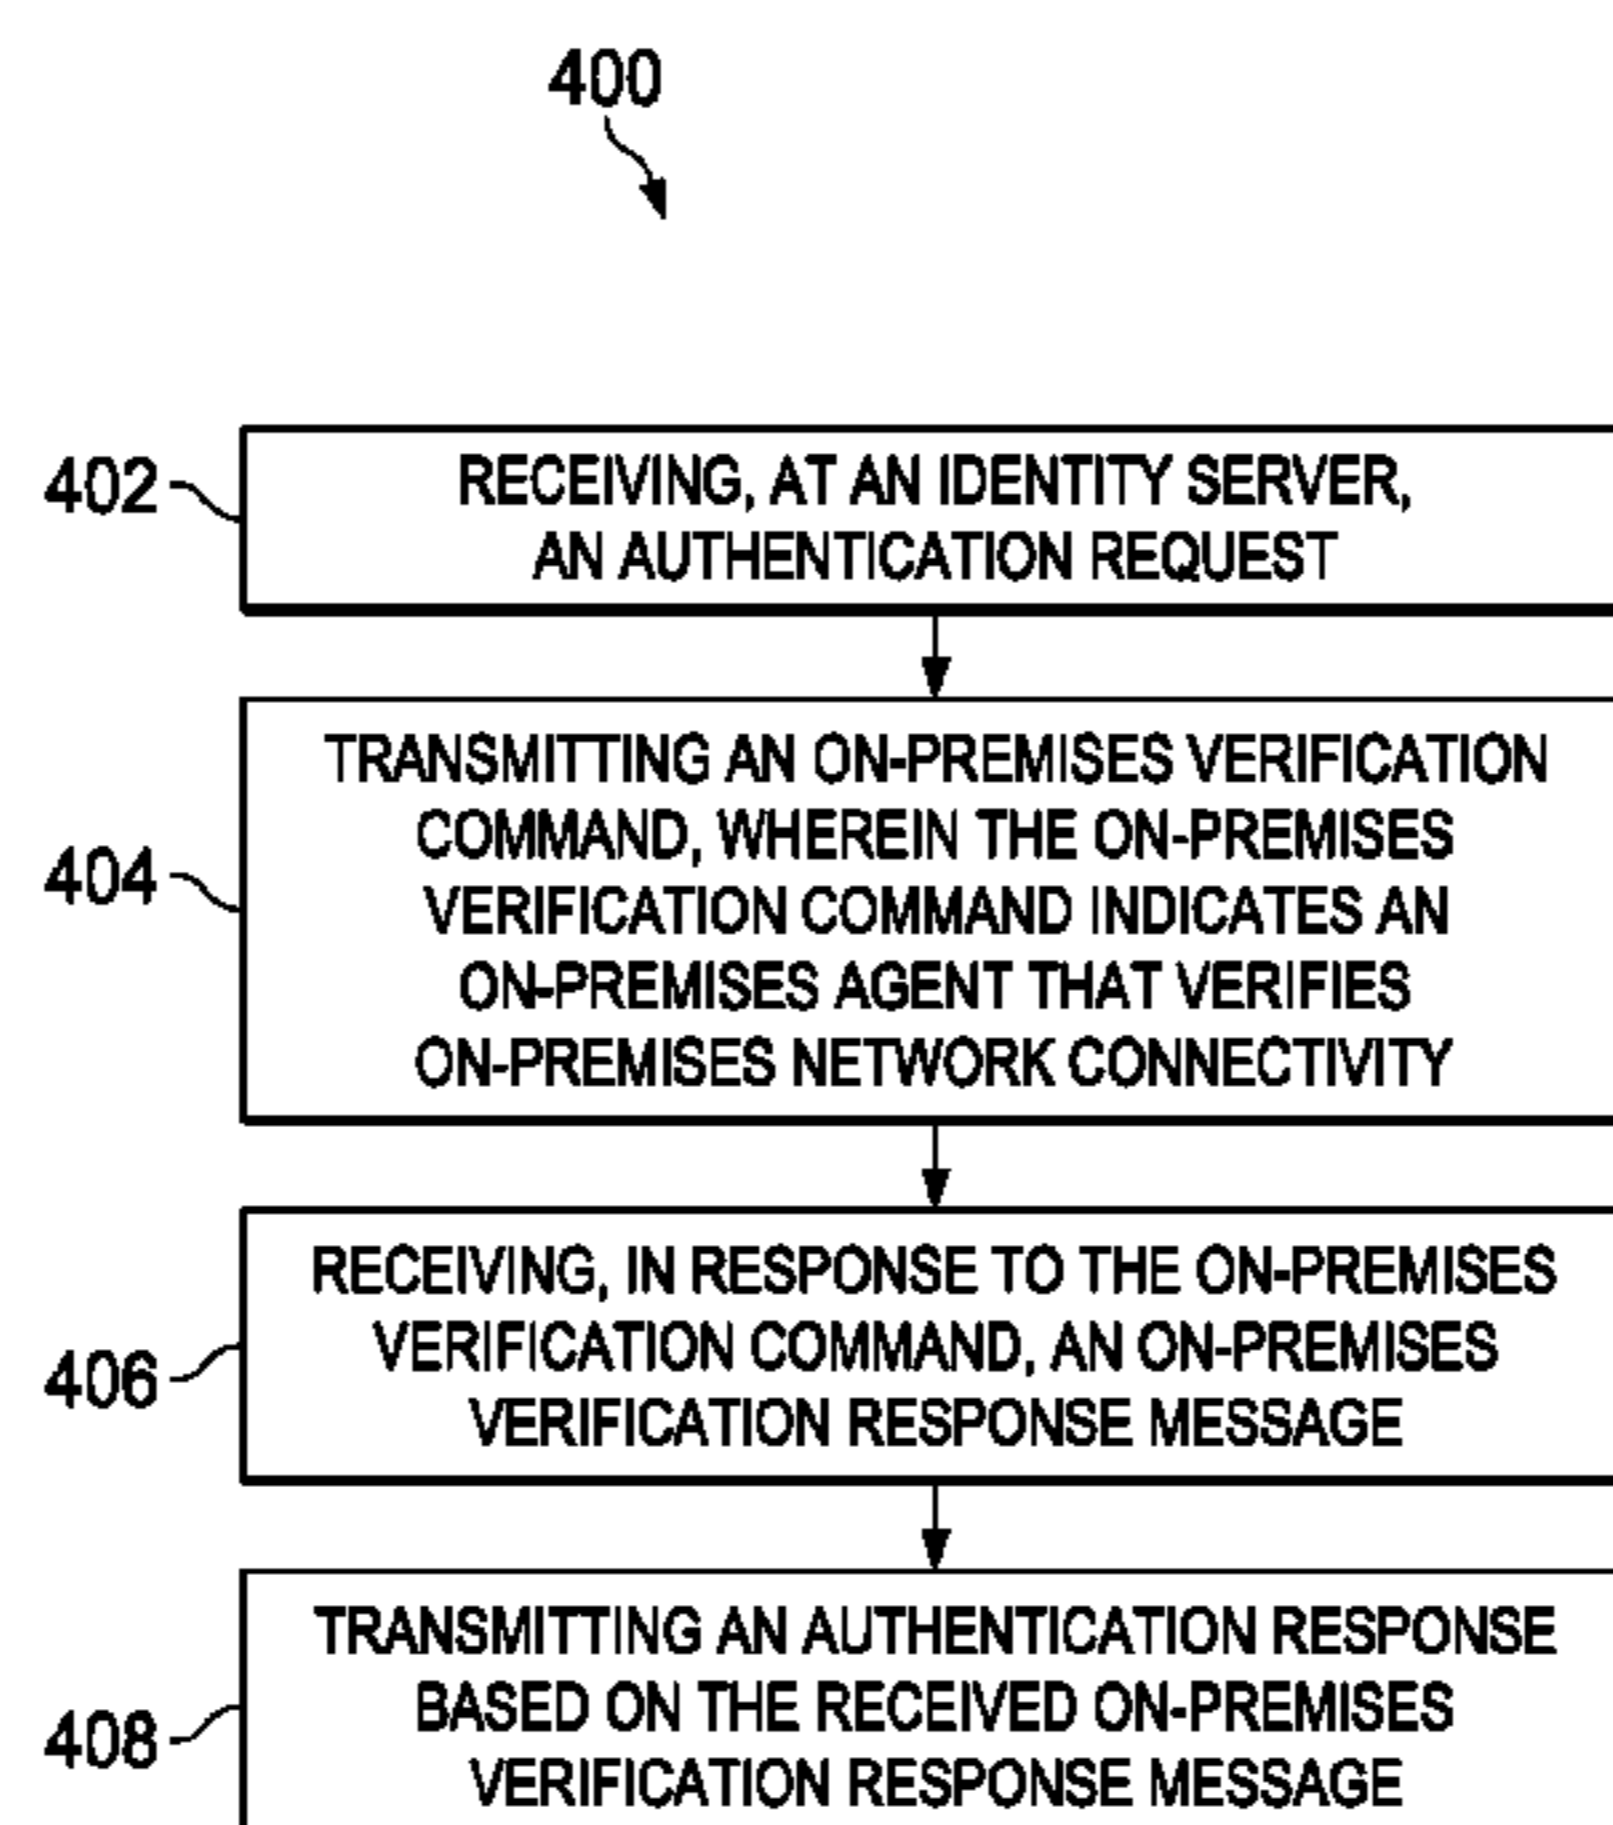 400
402
RECEIVING, AT AN IDENTITY SERVER,
AN AUTHENTICATION REQUEST
404
TRANSMITTING AN ON-PREMISES VERIFICATION
COMMAND, WHEREIN THE ON-PREMISES
VERIFICATION COMMAND INDICATES AN
ON-PREMISES AGENT THAT VERIFIES
ON-PREMISES NETWORK CONNECTIVITY
406
RECEIVING, IN RESPONSE TO THE ON-PREMISES
VERIFICATION COMMAND, AN ON-PREMISES
VERIFICATION RESPONSE MESSAGE
408
TRANSMITTING AN AUTHENTICATION RESPONSE
BASED ON THE RECEIVED ON-PREMISES
VERIFICATION RESPONSE MESSAGE